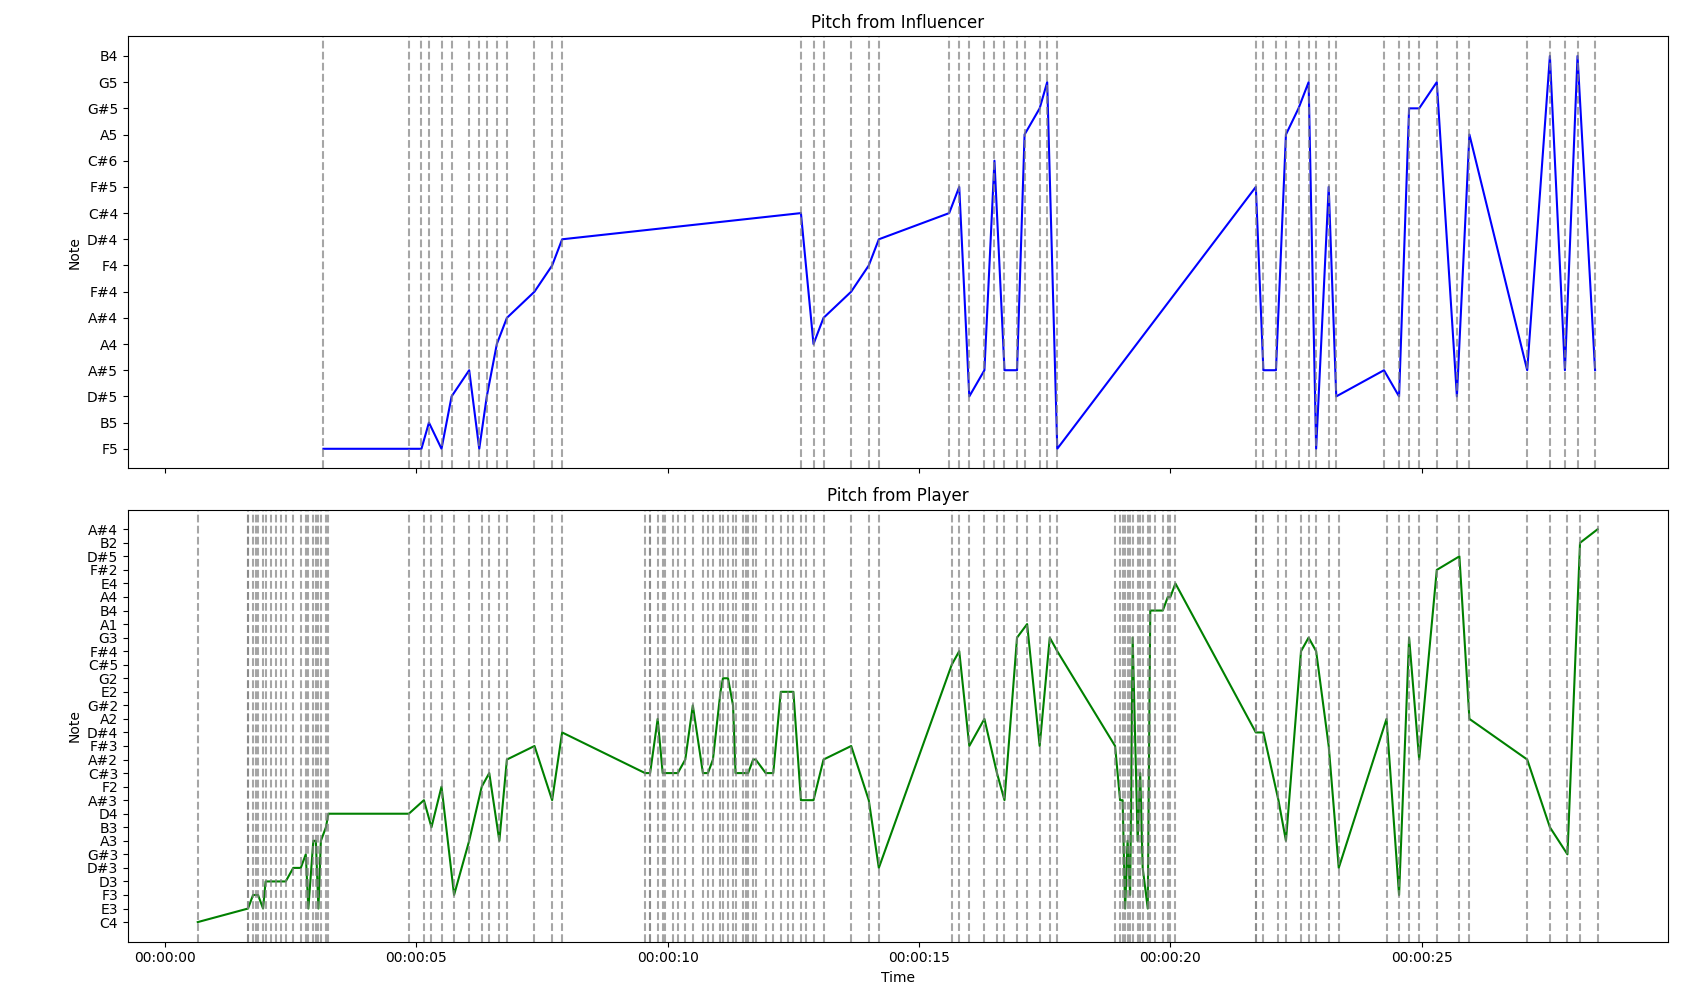 Pitch from Influencer
B4
G5
G#5
A5
C#6
F#5
C#4
D#4
F4
F#4
A#4
A4
A#5
D#5
B5
F5
Note
Pitch from Player
A#4
B2
D#5
F#2
E4
A4
B4
A1
G3
F#4
C#5
G2
E2
G#2
A2
D#4
F#3
A#2
C#3
F2
A#3
D4
B3
A3
G#3
D#3
D3
F3
E3
C4
Note
00:00:00 00:00:05 00:00:10 00:00:15 00:00:20 00:00:25
Time